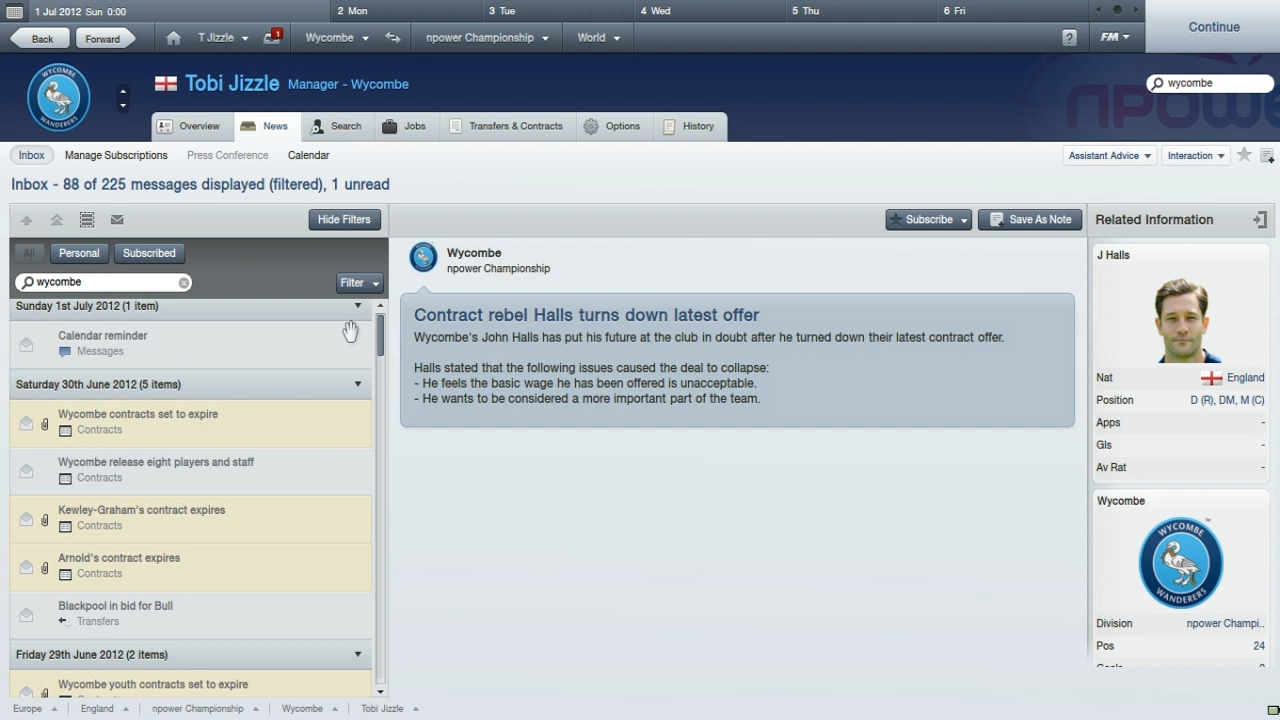 1 Jul 2012 Sun 0:00
2 Mon
3 Tue
4 Wed
5 Thu
6 Fri
Continue
Back
Forward
T Jizzle
1
Wycombe
npower Championship
World
?
FM
WYCOMBE
WANDERERS
Tobi Jizzle
Manager - Wycombe
wycombe
Overview
News
Search
Jobs
Transfers & Contracts
Options
History
Inbox
Manage Subscriptions
Press Conference
Calendar
Assistant Advice
Interaction
Inbox - 88 of 225 messages displayed (filtered), 1 unread
Hide Filters
Subscribe
Save As Note
Related Information
All
Personal
Subscribed
wycombe
Filter
Sunday 1st July 2012 (1 item)
Calendar reminder
Messages
Saturday 30th June 2012 (5 items)
Wycombe contracts set to expire
Contracts
Wycombe release eight players and staff
Contracts
Kewley-Graham's contract expires
Contracts
Arnold's contract expires
Contracts
Blackpool in bid for Bull
Transfers
Friday 29th June 2012 (2 items)
Wycombe youth contracts set to expire
Wycombe
npower Championship
Contract rebel Halls turns down latest offer
Wycombe's John Halls has put his future at the club in doubt after he turned down their latest contract offer.
Halls stated that the following issues caused the deal to collapse:
- He feels the basic wage he has been offered is unacceptable.
- He wants to be considered a more important part of the team.
J Halls
Nat England
Position D (R), DM, M (C)
Apps -
Gls -
Av Rat -
Wycombe
WYCOMBE
WANDERERS
Division npower Champi..
Pos 24
Europe
England
npower Championship
Wycombe
Tobi Jizzle